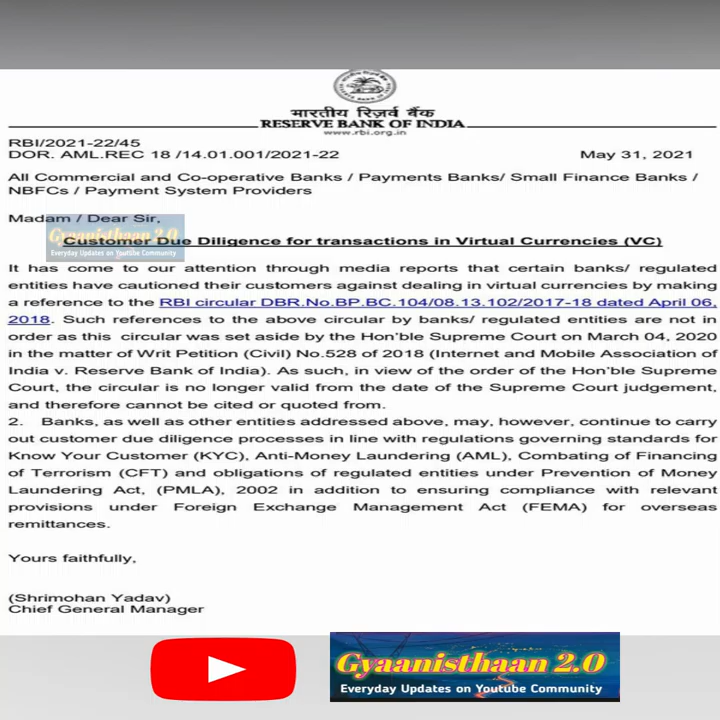 भारतीय रिज़र्व बैंक
RESERVE BANK OF INDIA
www.rbi.org.in
RBI/2021-22/45
DOR. AML.REC 18 /14.01.001/2021-22 May 31, 2021
All Commercial and Co-operative Banks / Payments Banks/ Small Finance Banks /
NBFCs / Payment System Providers
Madam / Dear Sir,
Gyaanisthaan 2.0
Everyday Updates on Youtube Community
Customer Due Diligence for transactions in Virtual Currencies (VC)
It has come to our attention through media reports that certain banks/ regulated
entities have cautioned their customers against dealing in virtual currencies by making
a reference to the RBI circular DBR.No.BP.BC.104/08.13.102/2017-18 dated April 06,
2018. Such references to the above circular by banks/ regulated entities are not in
order as this circular was set aside by the Hon’ble Supreme Court on March 04, 2020
in the matter of Writ Petition (Civil) No.528 of 2018 (Internet and Mobile Association of
India v. Reserve Bank of India). As such, in view of the order of the Hon’ble Supreme
Court, the circular is no longer valid from the date of the Supreme Court judgement,
and therefore cannot be cited or quoted from.
2. Banks, as well as other entities addressed above, may, however, continue to carry
out customer due diligence processes in line with regulations governing standards for
Know Your Customer (KYC), Anti-Money Laundering (AML), Combating of Financing
of Terrorism (CFT) and obligations of regulated entities under Prevention of Money
Laundering Act, (PMLA), 2002 in addition to ensuring compliance with relevant
provisions under Foreign Exchange Management Act (FEMA) for overseas
remittances.
Yours faithfully,
(Shrimohan Yadav)
Chief General Manager
Gyaanisthaan 2.0
Everyday Updates on Youtube Community